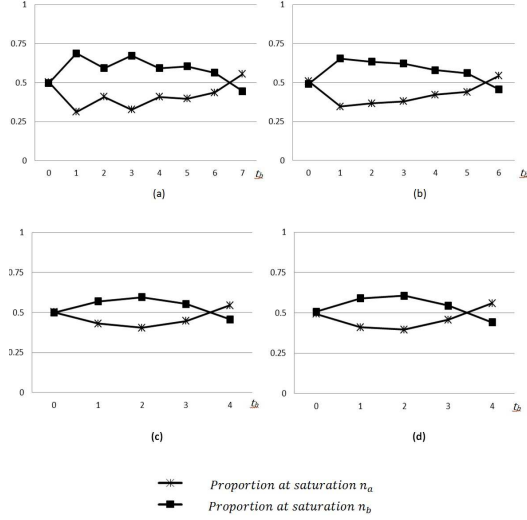 1
0.75
0.5
0.25
0
0 1 2 3 4 5 6 7 t_b
(a)
1
0.75
0.5
0.25
0
0 1 2 3 4 5 6 t_b
(b)
1
0.75
0.5
0.25
0
0 1 2 3 4 t_b
(c)
1
0.75
0.5
0.25
0
0 1 2 3 4 t_b
(d)
Proportion at saturation n_a
Proportion at saturation n_b